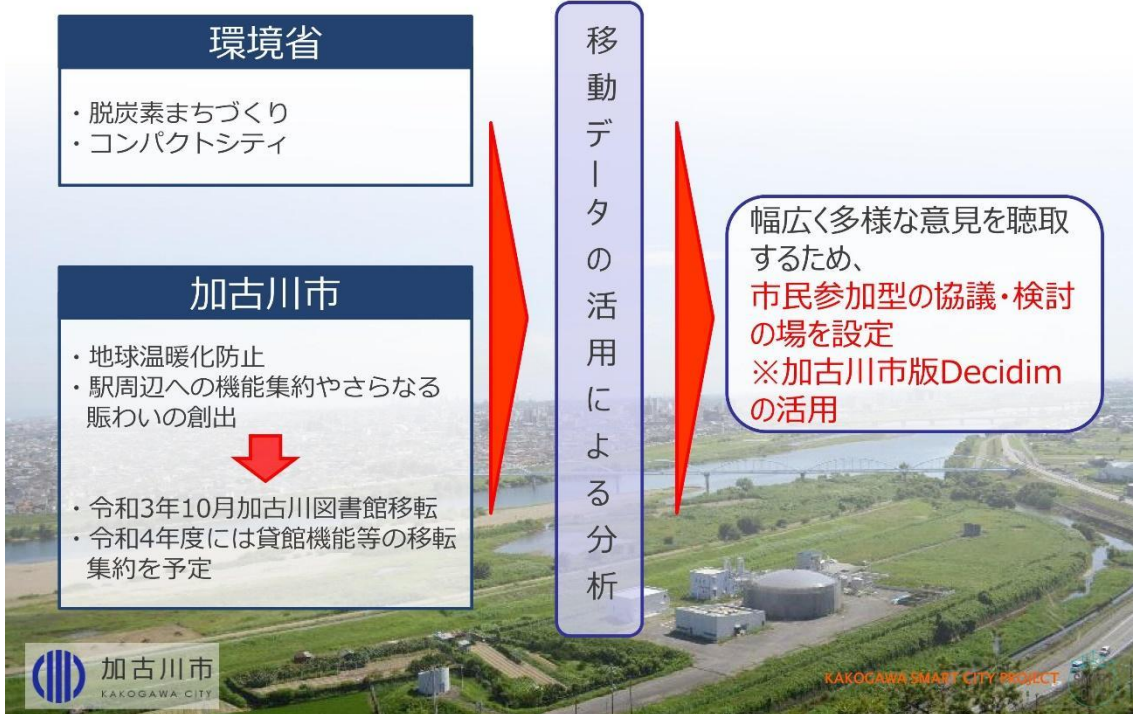 環境省
・脱炭素まちづくり
・コンパクトシティ
加古川市
・地球温暖化防止
・駅周辺への機能集約やさらなる
賑わいの創出
・令和3年10月加古川図書館移転
・令和4年度には貸館機能等の移転
集約を予定
移動データの活用による分析
幅広く多様な意見を聴取
するため、
市民参加型の協議・検討
の場を設定
※加古川市版Decidim
の活用
加古川市
KAKOGAWA CITY
KAKOGAWA SMART CITY PROJECT